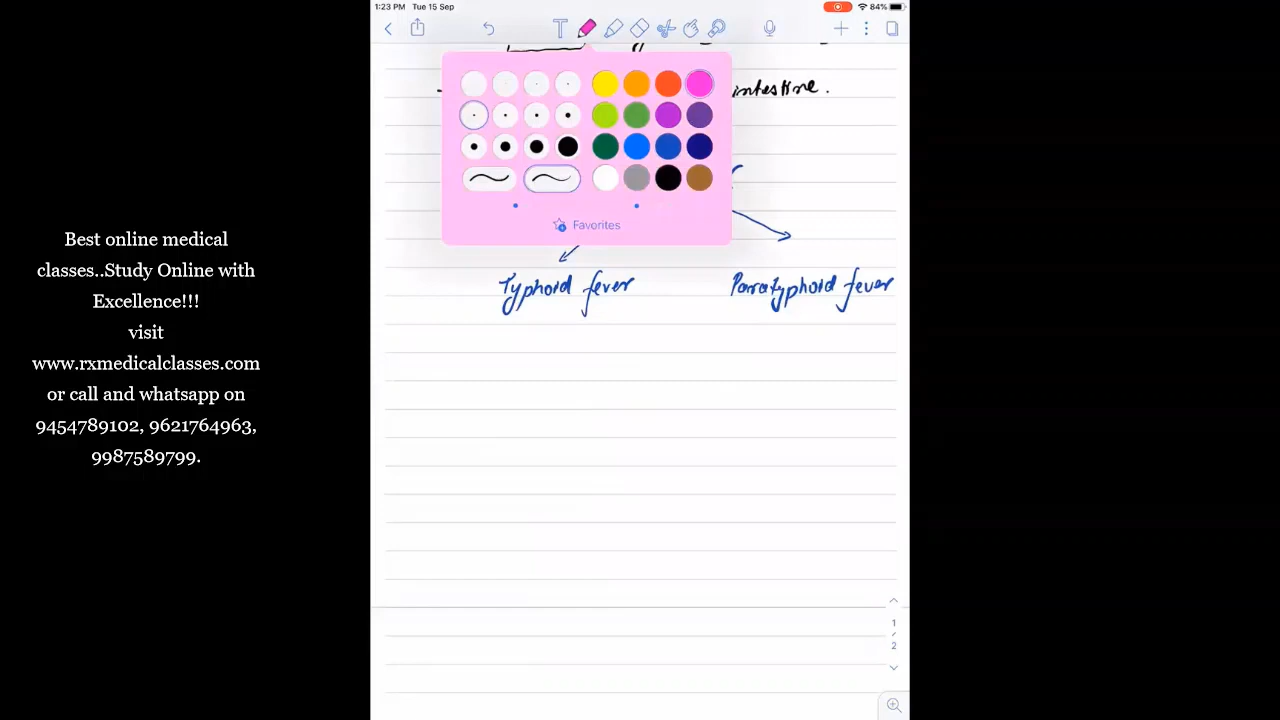 1:23 PM Tue 15 Sep
84%
T
intestine.
Favorites
Typhoid fever
Paratyphoid fever
Best online medical
classes..Study Online with
Excellence!!!
visit
www.rxmedicalclasses.com
or call and whatsapp on
9454789102, 9621764963,
9987589799.
1
2